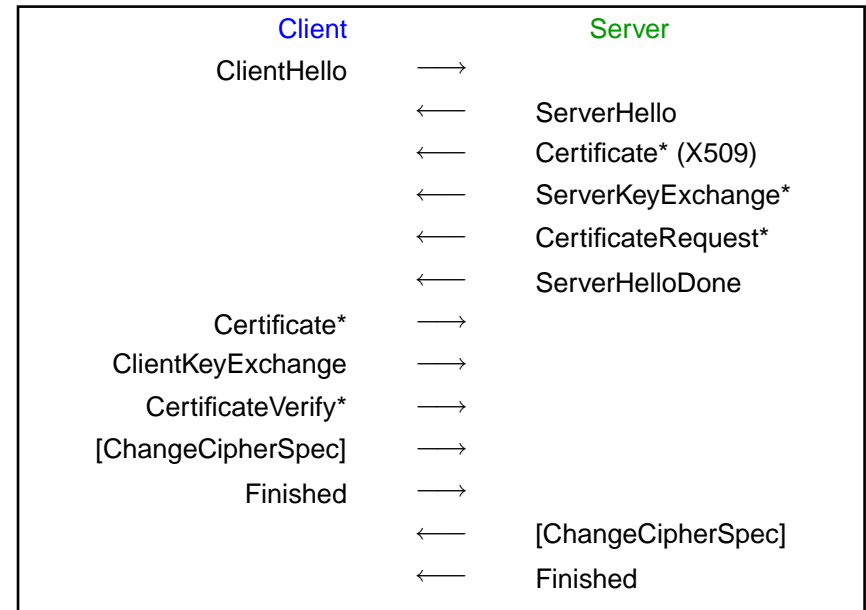 Client Server
ClientHello ⟶
⟵ ServerHello
⟵ Certificate* (X509)
⟵ ServerKeyExchange*
⟵ CertificateRequest*
⟵ ServerHelloDone
Certificate* ⟶
ClientKeyExchange ⟶
CertificateVerify* ⟶
[ChangeCipherSpec] ⟶
Finished ⟶
⟵ [ChangeCipherSpec]
⟵ Finished